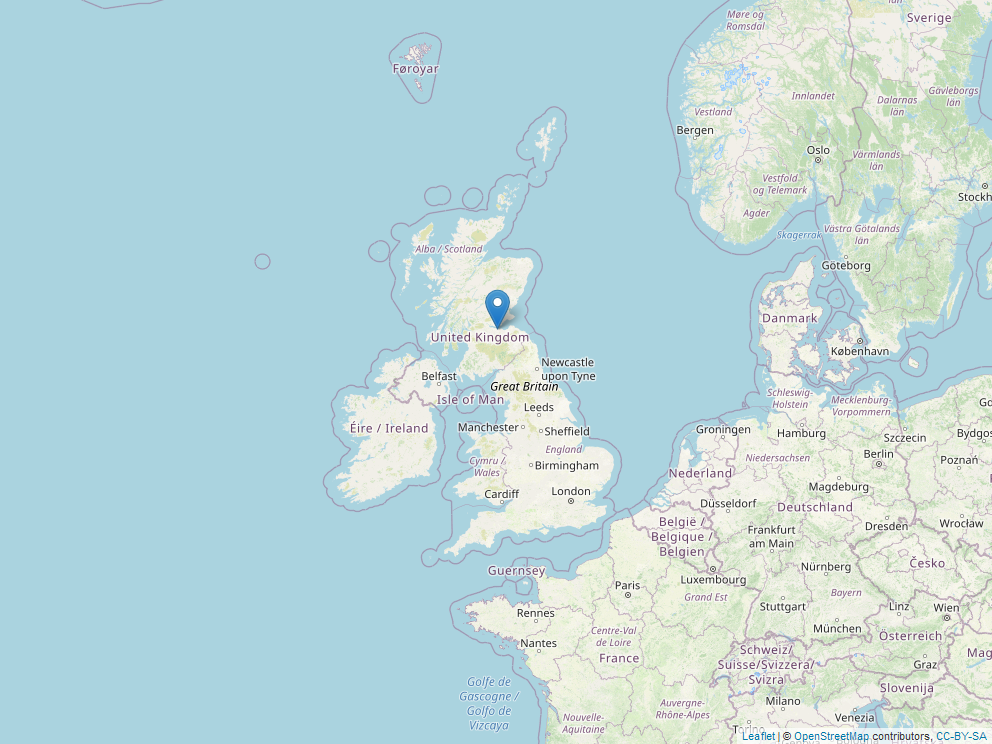 Sverige
Møre og
Romsdal
Føroyar
Innlandet
Gävleborgs
län
Dalarnas
län
Vestland
Bergen
Oslo
Värmlands
län
Vestfold-
og Telemark
Agder
Skagerrak
Västra Götalands
län
Göteborg
Alba / Scotland
Danmark
København
United Kingdom
Newcastle
upon Tyne
Belfast
Great Britain
Isle of Man
Leeds
Manchester
Sheffield
Éire / Ireland
England
Cymru /
Wales
Birmingham
Cardiff
London
Schleswig-
Holstein
Mecklenburg-
Vorpommern
Groningen
Hamburg
Szczecin
Nederland
Niedersachsen
Berlin
Poznań
Magdeburg
Düsseldorf
Deutschland
België /
Belgique /
Belgien
Dresden
Wrocław
Frankfurt
am Main
Guernsey
Nürnberg
Česko
Luxembourg
Paris
Grand Est
Bayern
Rennes
Stuttgart
Linz
Wien
München
Centre-Val
de Loire
Österreich
Nantes
France
Schweiz/
Suisse/Svizzera/
Svizra
Graz
Golfe de
Gascogne /
Golfo de
Vizcaya
Slovenija
Auvergne-
Rhône-Alpes
Milano
Nouvelle-
Aquitaine
Venezia
Leaflet | © OpenStreetMap contributors, CC-BY-SA